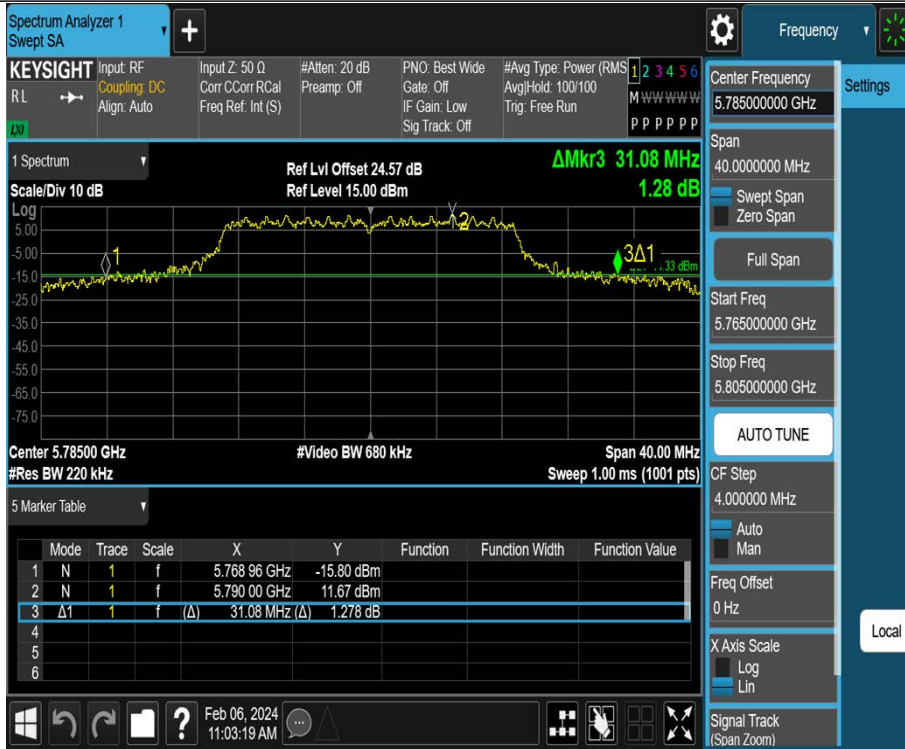 Spectrum Analyzer 1
Swept SA
+
Frequency
KEYSIGHT
RL
LXI
Input: RF
Coupling: DC
Align: Auto
Input Z: 50 Ω
Corr CCorr RCal
Freq Ref: Int (S)
#Atten: 20 dB
Preamp: Off
PNO: Best Wide
Gate: Off
IF Gain: Low
Sig Track: Off
#Avg Type: Power (RMS
Avg|Hold: 100/100
Trig: Free Run
1 2 3 4 5 6
M W W W W W
P P P P P P
1 Spectrum
Scale/Div 10 dB
Ref Lvl Offset 24.57 dB
Ref Level 15.00 dBm
ΔMkr3 31.08 MHz
1.28 dB
Log
5.00
-5.00
-15.0
-25.0
-35.0
-45.0
-55.0
-65.0
-75.0
1
2
3Δ1
.33 dBm
Center 5.78500 GHz
#Video BW 680 kHz
Span 40.00 MHz
#Res BW 220 kHz
Sweep 1.00 ms (1001 pts)
5 Marker Table
Mode Trace Scale X Y Function Function Width Function Value
1 N 1 f 5.768 96 GHz -15.80 dBm
2 N 1 f 5.790 00 GHz 11.67 dBm
3 Δ1 1 f (Δ) 31.08 MHz (Δ) 1.278 dB
4
5
6
?
Feb 06, 2024
11:03:19 AM
Center Frequency
5.785000000 GHz
Settings
Span
40.0000000 MHz
Swept Span
Zero Span
Full Span
Start Freq
5.765000000 GHz
Stop Freq
5.805000000 GHz
AUTO TUNE
CF Step
4.000000 MHz
Auto
Man
Freq Offset
0 Hz
Local
X Axis Scale
Log
Lin
Signal Track
(Span Zoom)